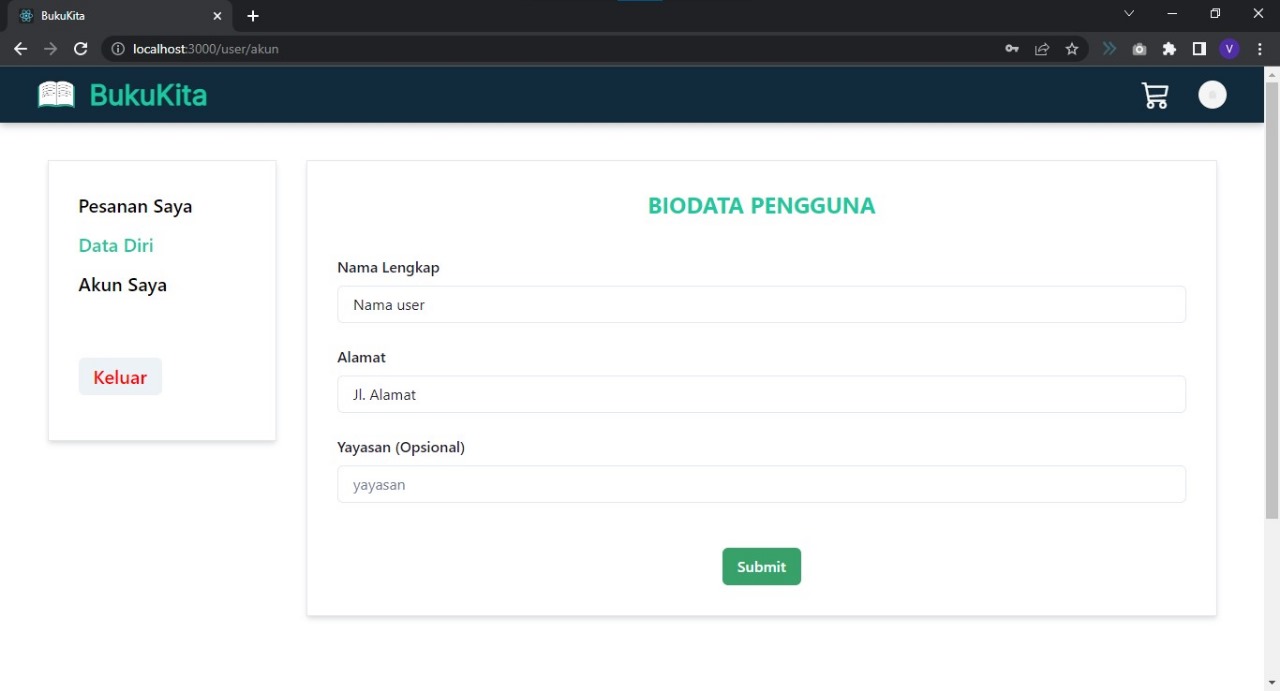 BukuKita
localhost:3000/user/akun
V
BukuKita
Pesanan Saya
Data Diri
Akun Saya
Keluar
BIODATA PENGGUNA
Nama Lengkap
Nama user
Alamat
Jl. Alamat
Yayasan (Opsional)
yayasan
Submit